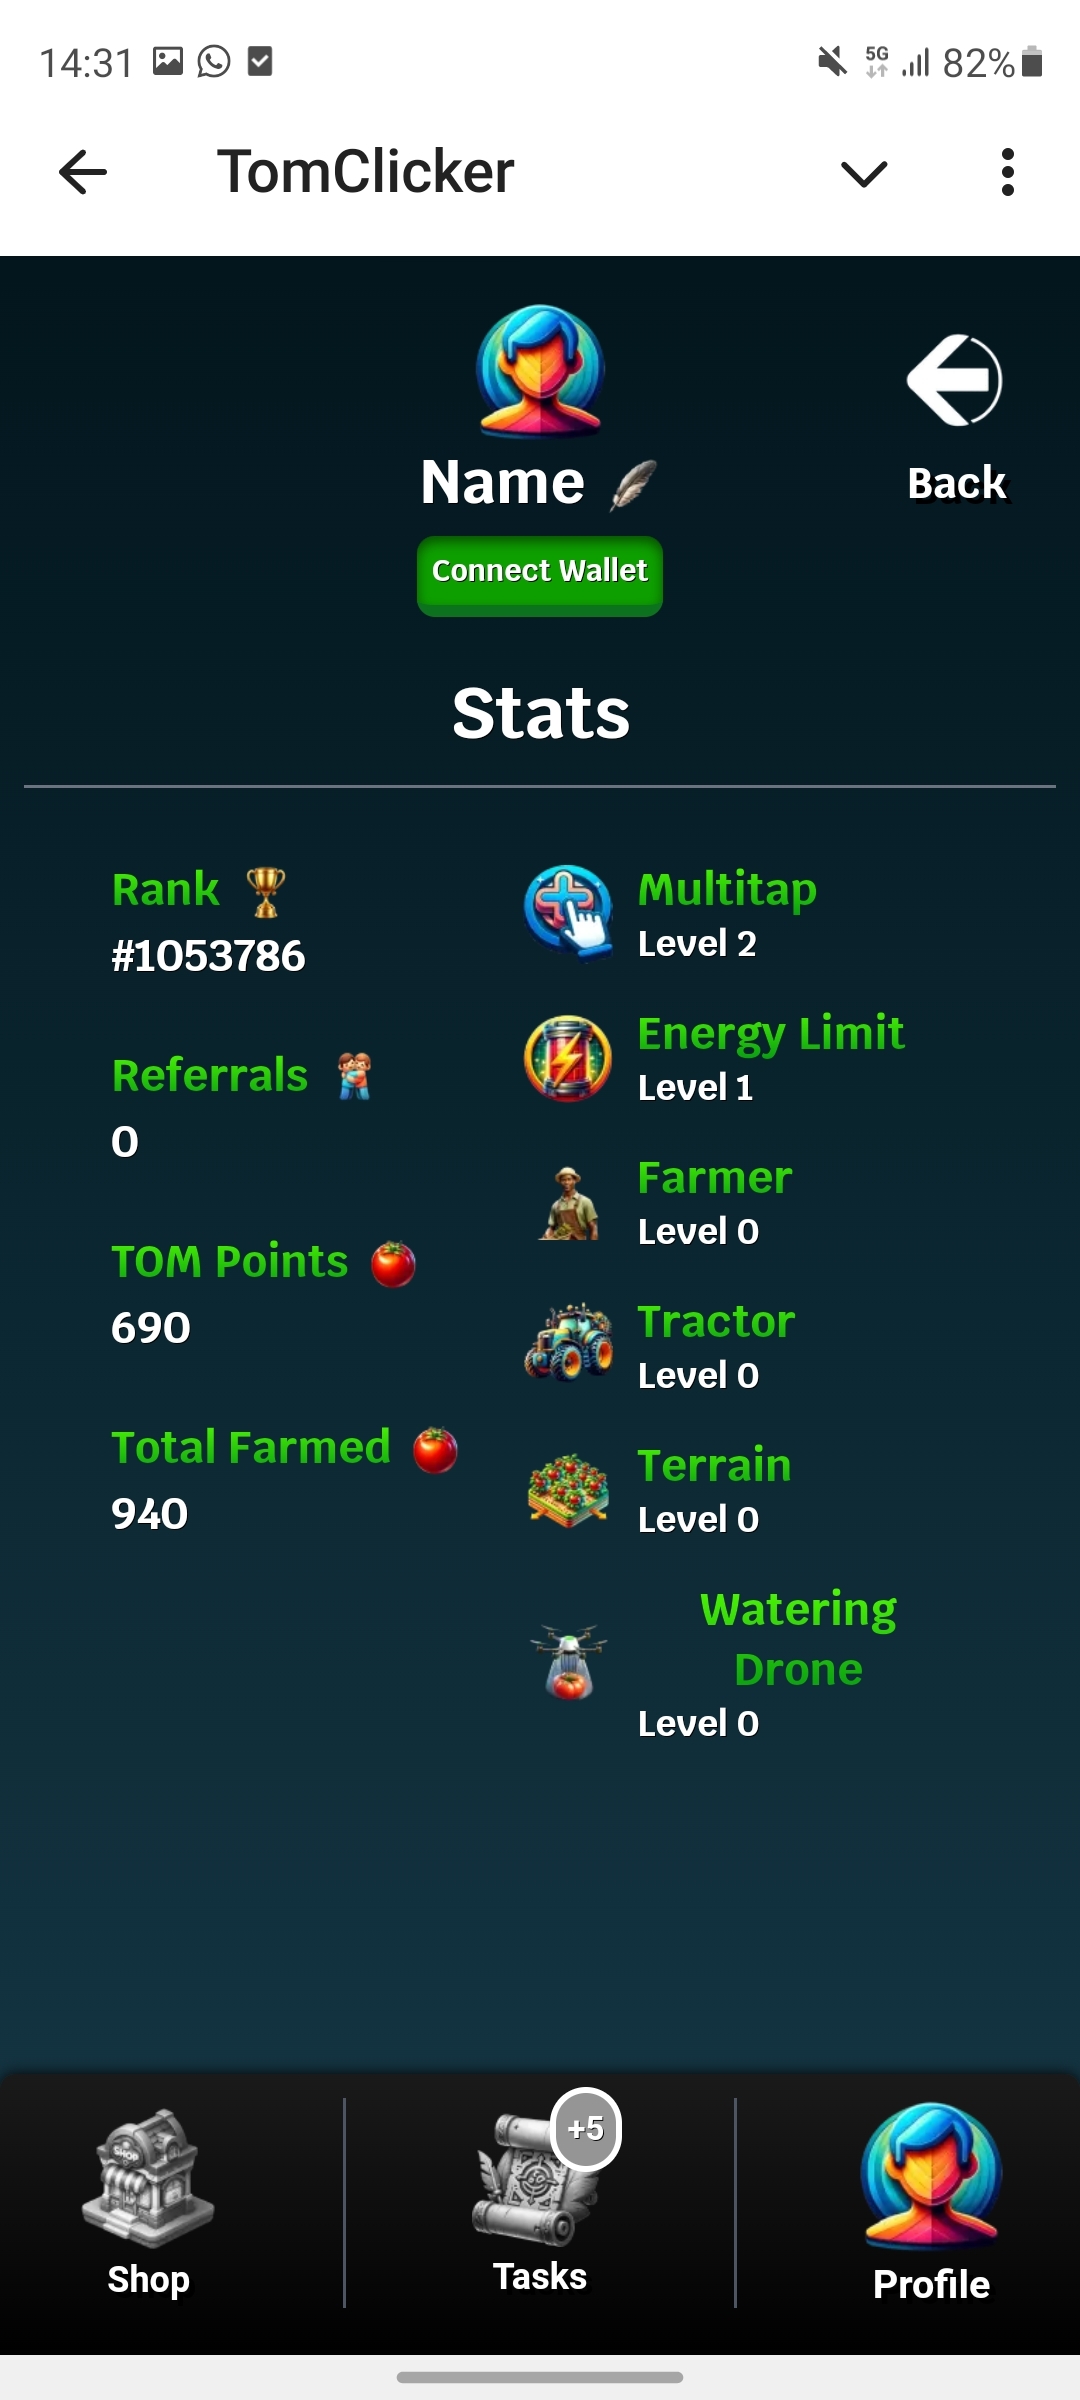 14:31
5G
82%
TomClicker
Name
Back
Connect Wallet
Stats
Rank
#1053786
Referrals
0
TOM Points
690
Total Farmed
940
Multitap
Level 2
Energy Limit
Level 1
Farmer
Level 0
Tractor
Level 0
Terrain
Level 0
Watering
Drone
Level 0
SHOP
Shop
+5
Tasks
Profile